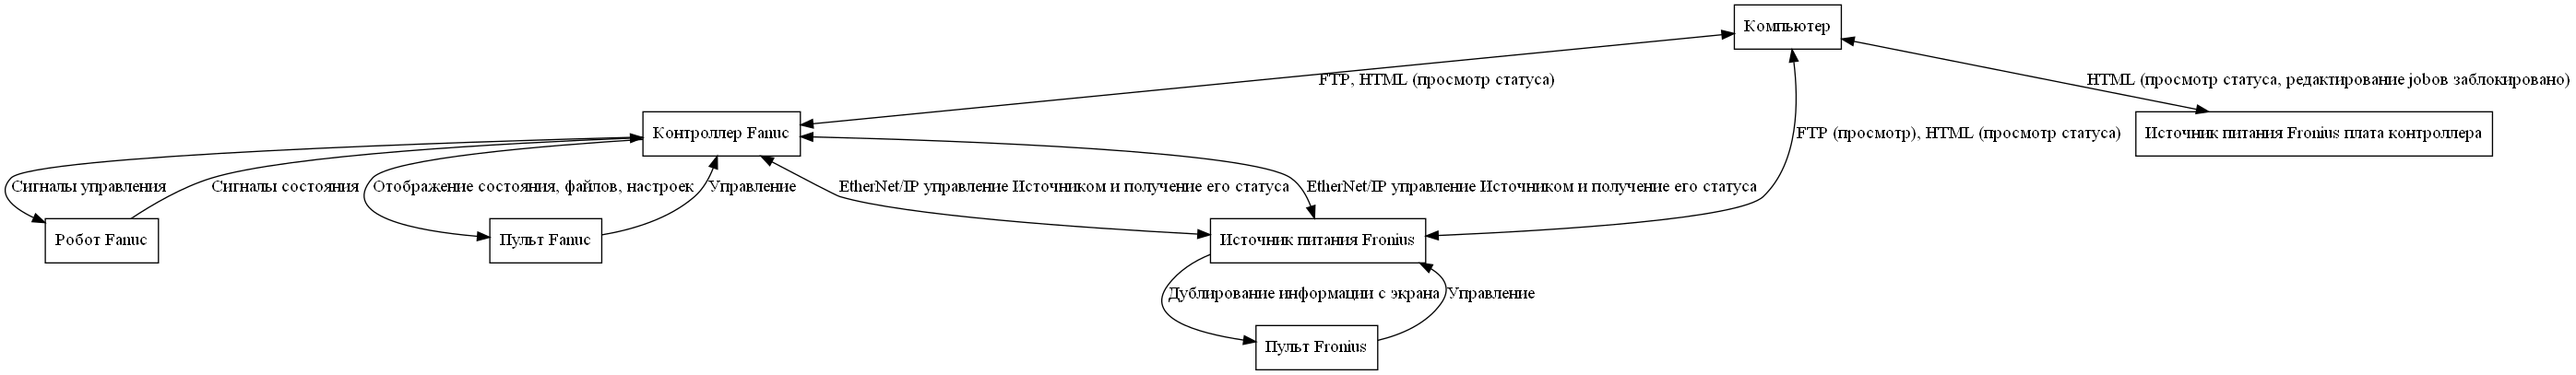 Компьютер
FTP, HTML (просмотр статуса)
HTML (просмотр статуса, редактирование jobов заблокировано)
Контроллер Fanuc
FTP (просмотр), HTML (просмотр статуса)
Источник питания Fronius плата контроллера
Сигналы управления
Сигналы состояния
Отображение состояния, файлов, настроек
Управление
EtherNet/IP управление Источником и получение его статуса
EtherNet/IP управление Источником и получение его статуса
Робот Fanuc
Пульт Fanuc
Источник питания Fronius
Дублирование информации с экрана
Управление
Пульт Fronius